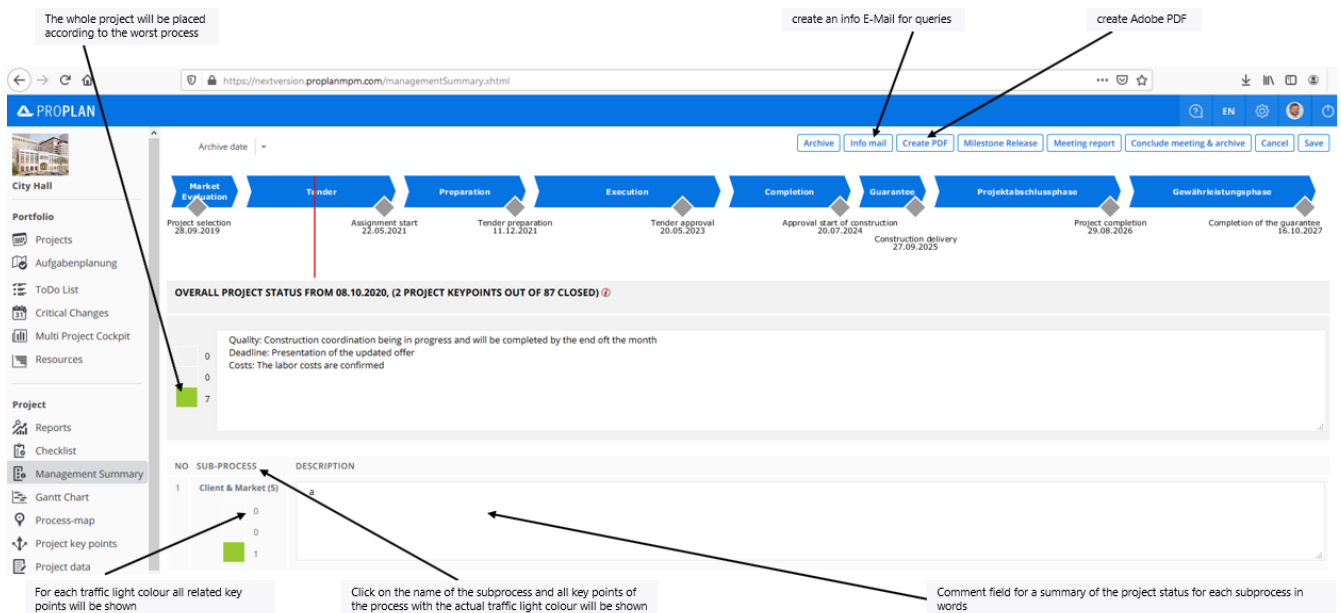 The whole project will be placed
according to the worst process
create an info E-Mail for queries
create Adobe PDF
https://nextversion.proplanmpm.com/managementSummary.xhtml
PROPLAN
EN
City Hall
Portfolio
Projects
Aufgabenplanung
ToDo List
31
Critical Changes
Multi Project Cockpit
Resources
Project
Reports
Checklist
Management Summary
Gantt Chart
Process-map
Project key points
Project data
Archive date
Archive
Info mail
Create PDF
Milestone Release
Meeting report
Conclude meeting & archive
Cancel
Save
Market
Evaluation
Tender
Preparation
Execution
Completion
Guarantee
Projektabschlussphase
Gewährleistungsphase
Project selection
28.09.2019
Assignment start
22.05.2021
Tender preparation
11.12.2021
Tender approval
20.05.2023
Approval start of construction
20.07.2024
Construction delivery
27.09.2025
Project completion
29.08.2026
Completion of the guarantee
16.10.2027
OVERALL PROJECT STATUS FROM 08.10.2020, (2 PROJECT KEYPOINTS OUT OF 87 CLOSED)
0
0
7
Quality: Construction coordination being in progress and will be completed by the end oft the month
Deadline: Presentation of the updated offer
Costs: The labor costs are confirmed
NO SUB-PROCESS DESCRIPTION
1 Client & Market (5) a
0
0
1
For each traffic light colour all related key
points will be shown
Click on the name of the subprocess and all key points of
the process with the actual traffic light colour will be shown
Comment field for a summary of the project status for each subprocess in
words